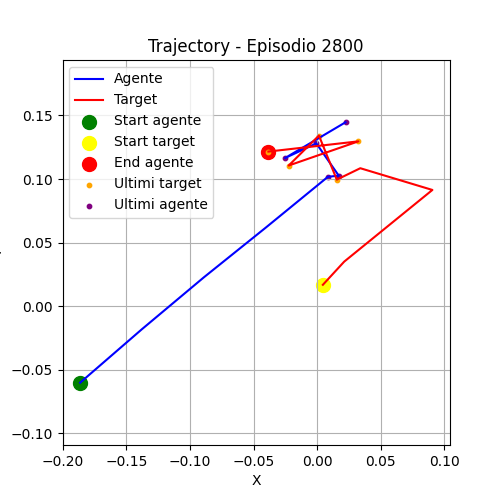 Trajectory - Episodio 2800
Agente
Target
Start agente
Start target
End agente
Ultimi target
Ultimi agente
0.15
0.10
0.05
0.00
−0.05
−0.10
−0.20
−0.15
−0.10
−0.05
0.00
0.05
0.10
X